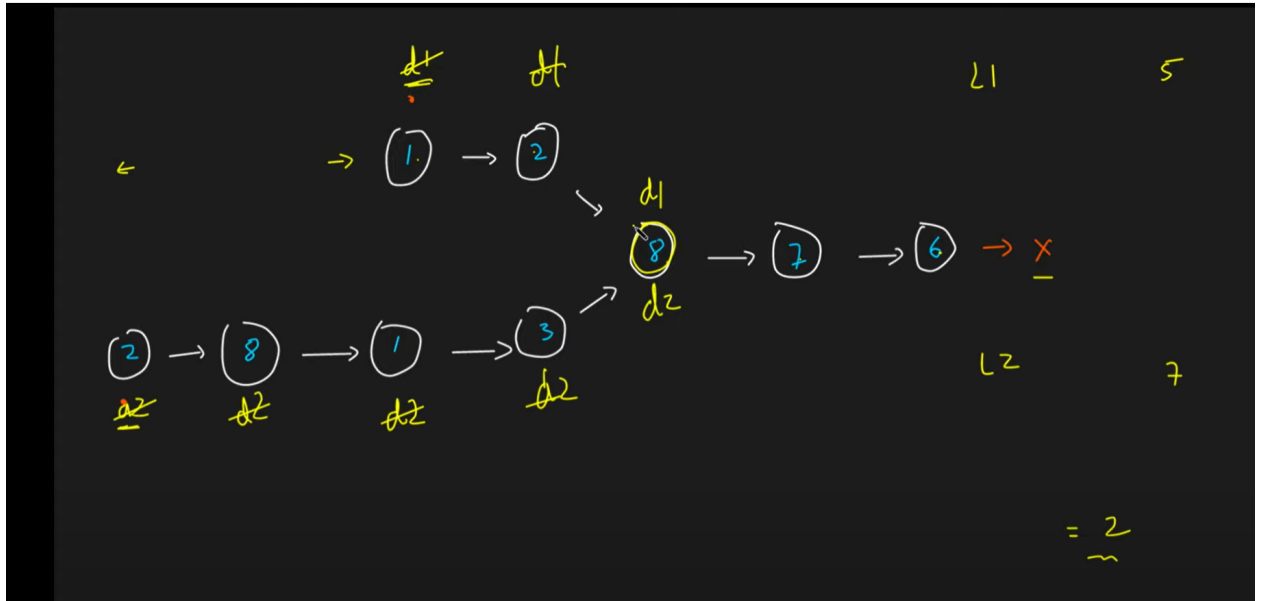 d1 d1 L1 5
← → 1 → 2
d1
8 → 7 → 6 → X
d2
2 → 8 → 1 → 3
d2 d2 d2 d2
L2 7
= 2